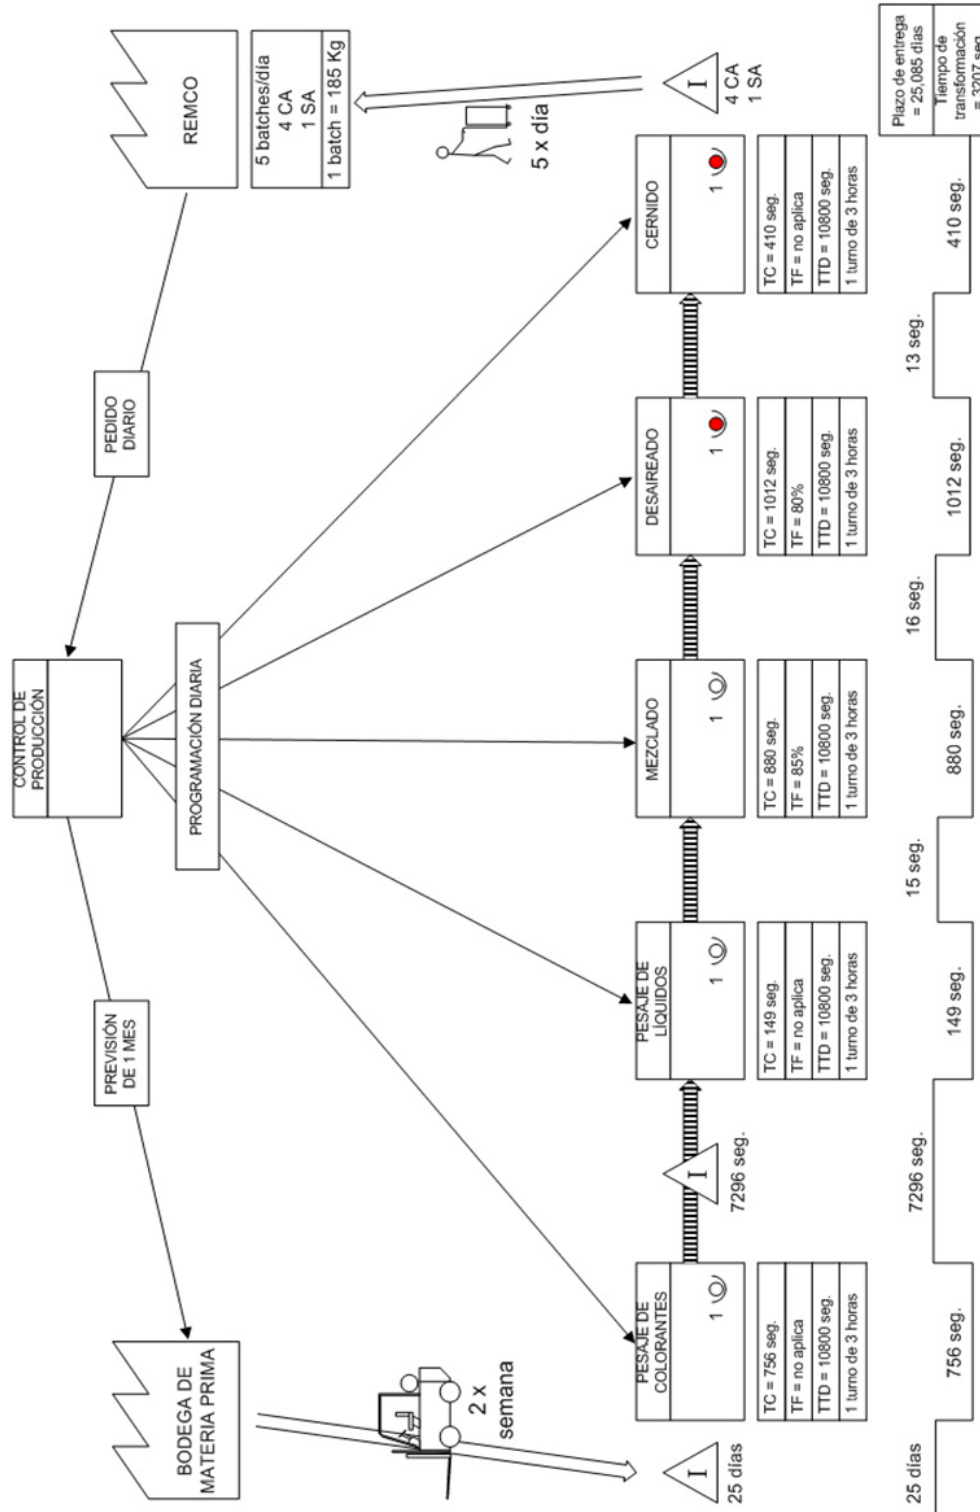 BODEGA DE
MATERIA PRIMA
PREVISIÓN
DE 1 MES
CONTROL DE
PRODUCCIÓN
PEDIDO
DIARIO
REMCO
5 batches/día
4 CA
1 SA
1 batch = 185 Kg
PROGRAMACIÓN DIARIA
2 x
semana
5 x día
I
25 días
PESAJE DE
COLORANTES
1
TC = 756 seg.
TF = no aplica
TTD = 10800 seg.
1 turno de 3 horas
I
7296 seg.
PESAJE DE
LÍQUIDOS
1
TC = 149 seg.
TF = no aplica
TTD = 10800 seg.
1 turno de 3 horas
MEZCLADO
1
TC = 880 seg.
TF = 85%
TTD = 10800 seg.
1 turno de 3 horas
DESAIREADO
1
TC = 1012 seg.
TF = 80%
TTD = 10800 seg.
1 turno de 3 horas
CERNIDO
1
TC = 410 seg.
TF = no aplica
TTD = 10800 seg.
1 turno de 3 horas
I
4 CA
1 SA
25 días
756 seg.
7296 seg.
149 seg.
15 seg.
880 seg.
16 seg.
1012 seg.
13 seg.
410 seg.
Plazo de entrega
= 25,085 días
Tiempo de
transformación
= 3207 seg